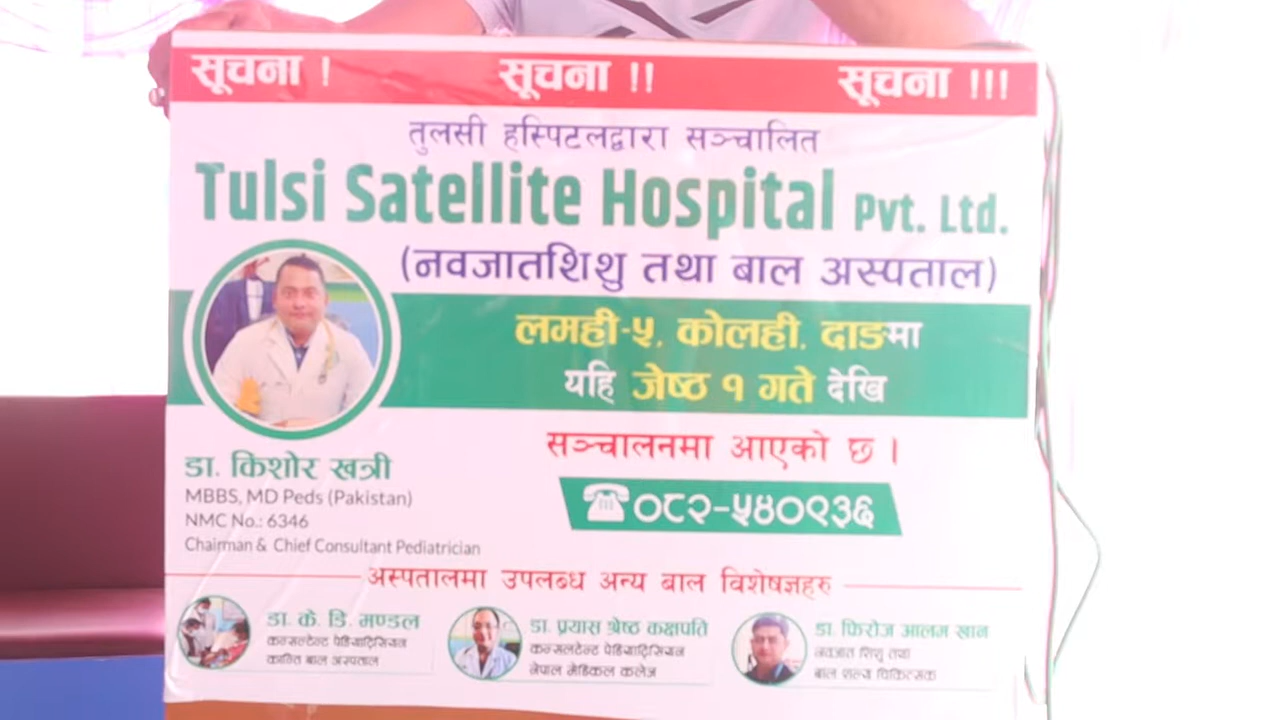 सूचना ! सूचना !! सूचना !!!
तुलसी हस्पिटलद्वारा सञ्चालित
Tulsi Satellite Hospital Pvt. Ltd.
(नवजातशिशु तथा बाल अस्पताल)
लमही-५, कोलही, दाङमा
यहि जेष्ठ १ गते देखि
सञ्चालनमा आएको छ ।
०८२-५४०९३६
डा. किशोर खत्री
MBBS, MD Peds (Pakistan)
NMC No.: 6346
Chairman & Chief Consultant Pediatrician
अस्पतालमा उपलब्ध अन्य बाल विशेषज्ञहरु
डा. के. डि. मण्डल
कन्सल्टेन्ट पेडियाट्रिसियन
कान्ति बाल अस्पताल
डा. प्रयास श्रेष्ठ कक्षपति
कन्सलटेन्ट पेडियाट्रिसियन
नेपाल मेडिकल कलेज
डा. फिरोज आलम खान
नवजात शिशु तथा
बाल शल्य चिकित्सक